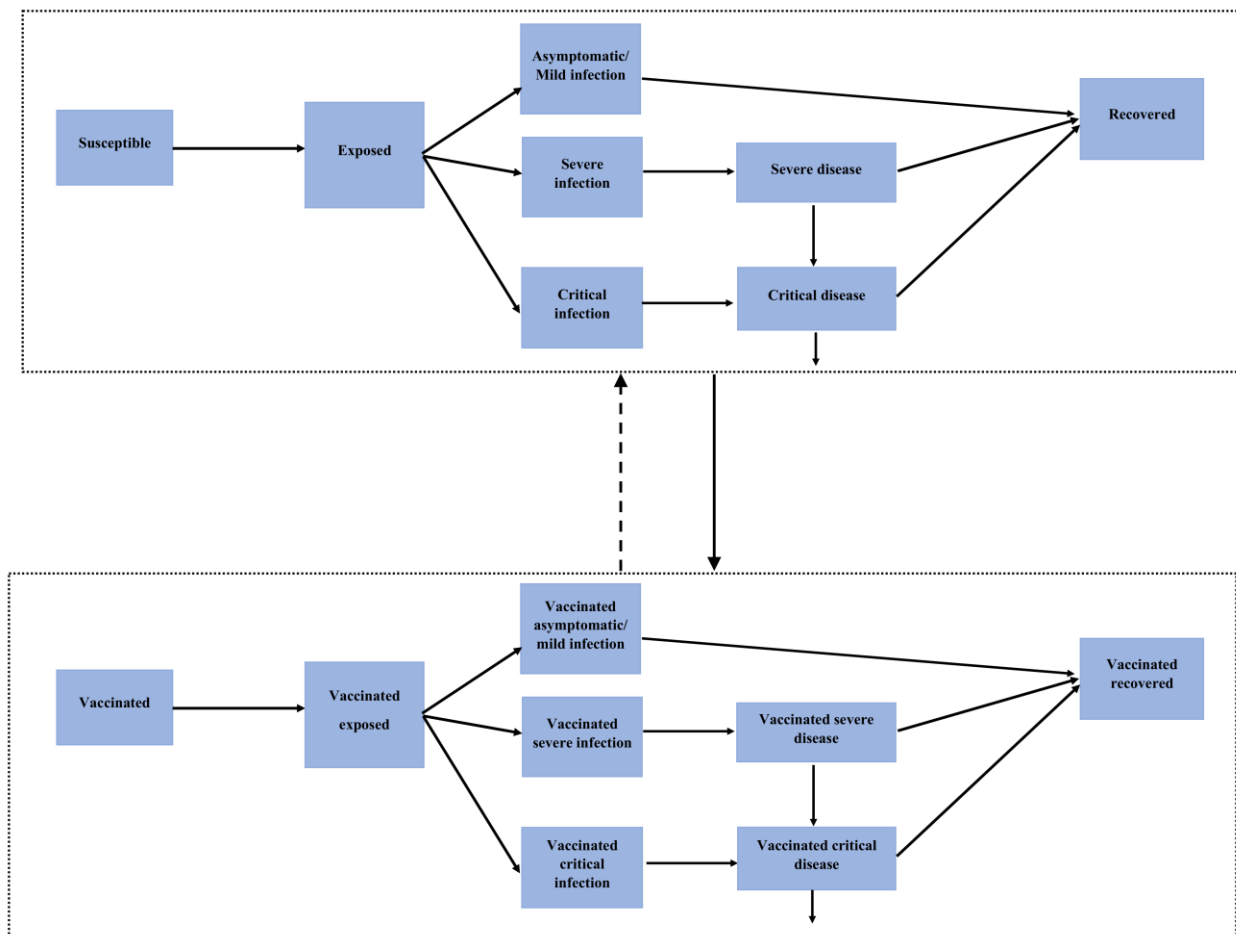 Asymptomatic/
Mild infection
Susceptible
Exposed
Severe
infection
Severe disease
Recovered
Critical
infection
Critical disease
Vaccinated
asymptomatic/
mild infection
Vaccinated
Vaccinated
exposed
Vaccinated
severe infection
Vaccinated severe
disease
Vaccinated
recovered
Vaccinated
critical
infection
Vaccinated critical
disease